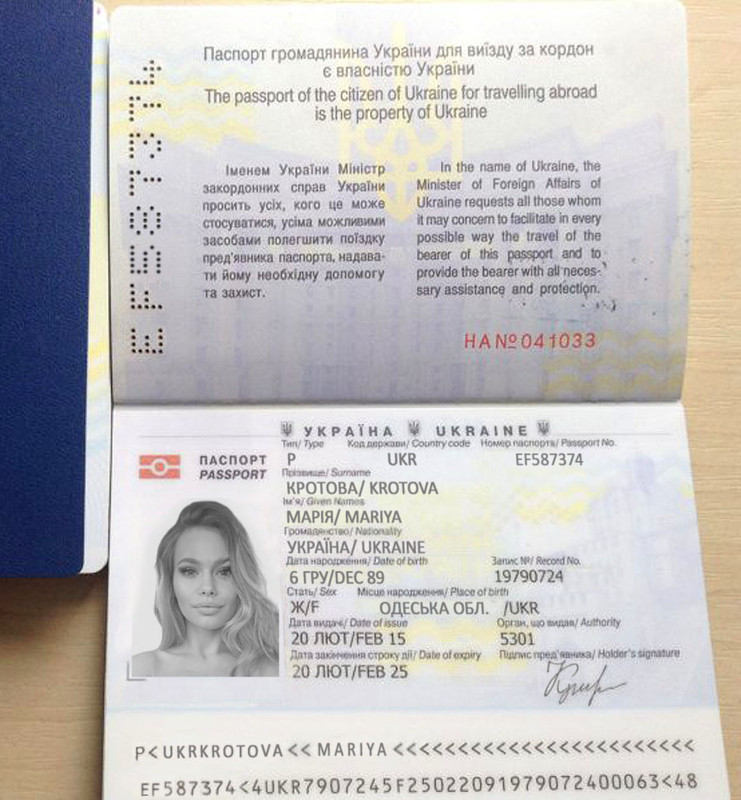 EF587374
Паспорт громадянина України для виїзду за кордон
є власністю України
The passport of the citizen of Ukraine for travelling abroad
is the property of Ukraine
Іменем України Міністр
закордонних справ України
просить усіх, кого це може
стосуватися, усіма можливими
засобами полегшити поїздку
пред'явника паспорта, надава-
ти йому необхідну допомогу
та захист.
In the name of Ukraine, the
Minister of Foreign Affairs of
Ukraine requests all those whom
it may concern to facilitate in every
possible way the travel of the
bearer of this passport and to
provide the bearer with all neces-
sary assistance and protection.
НА№041033
УКРАЇНА UKRAINE
Тип/ Type Код держави/ Country code Номер паспорта/ Passport No.
P UKR EF587374
ПАСПОРТ
PASSPORT
Прізвище/ Surname
КРОТОВА/ KROTOVA
Ім'я/ Given Names
МАРІЯ/ MARIYA
Громадянство/ Nationality
УКРАЇНА/ UKRAINE
Дата народження/ Date of birth Запис №/ Record No.
6 ГРУ/DEC 89 19790724
Стать/ Sex Місце народження/ Place of birth
Ж/F ОДЕСЬКА ОБЛ. /UKR
Дата видачі/ Date of issue Орган, що видав/ Authority
20 ЛЮТ/FEB 15 5301
Дата закінчення строку дії/ Date of expiry Підпис пред'явника/ Holder's signature
20 ЛЮТ/FEB 25
P<UKRKROTOVA<<MARIYA<<<<<<<<<<<<<<<<<<<<<<<
EF587374<4UKR7907245F2502209197907240063<48